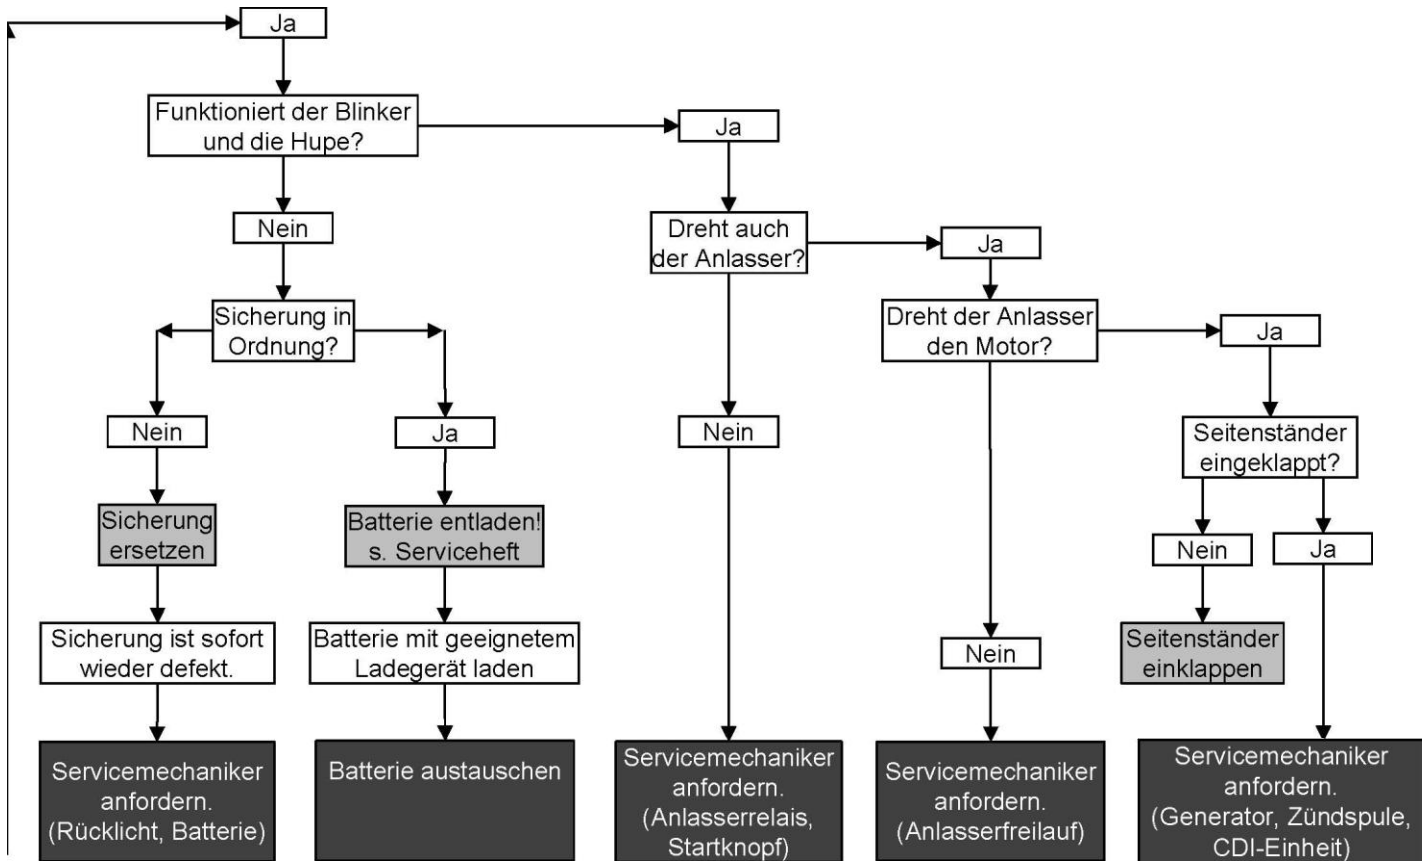 Ja
Funktioniert der Blinker
und die Hupe?
Ja
Nein
Dreht auch
der Anlasser?
Ja
Sicherung in
Ordnung?
Dreht der Anlasser
den Motor?
Ja
Nein
Ja
Nein
Seitenständer
eingeklappt?
Sicherung
ersetzen
Batterie entladen!
s. Serviceheft
Nein
Ja
Sicherung ist sofort
wieder defekt.
Batterie mit geeignetem
Ladegerät laden
Nein
Seitenständer
einklappen
Servicemechaniker
anfordern.
(Rücklicht, Batterie)
Batterie austauschen
Servicemechaniker
anfordern.
(Anlasserrelais,
Startknopf)
Servicemechaniker
anfordern.
(Anlasserfreilauf)
Servicemechaniker
anfordern.
(Generator, Zündspule,
CDI-Einheit)